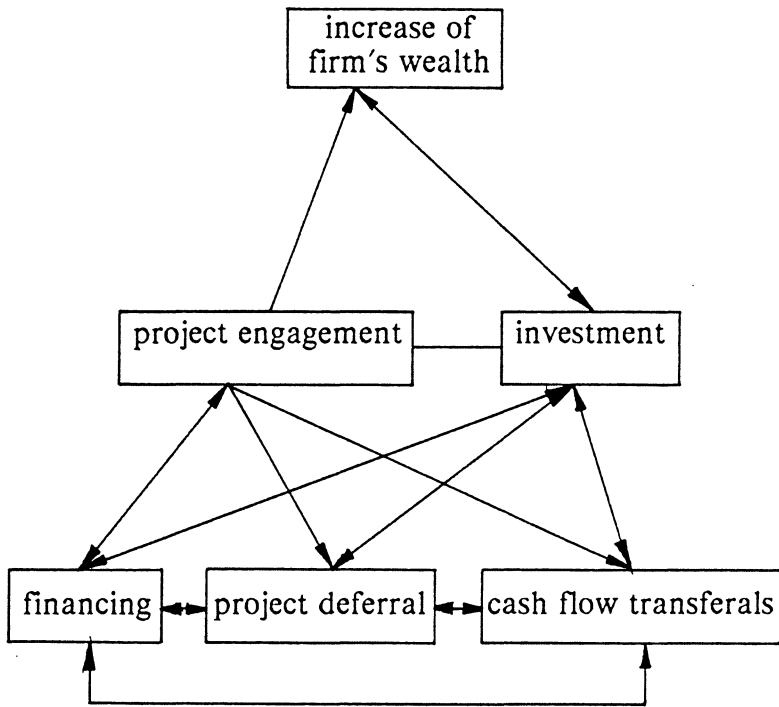 increase of
firm's wealth
project engagement
investment
financing
project deferral
cash flow transferals